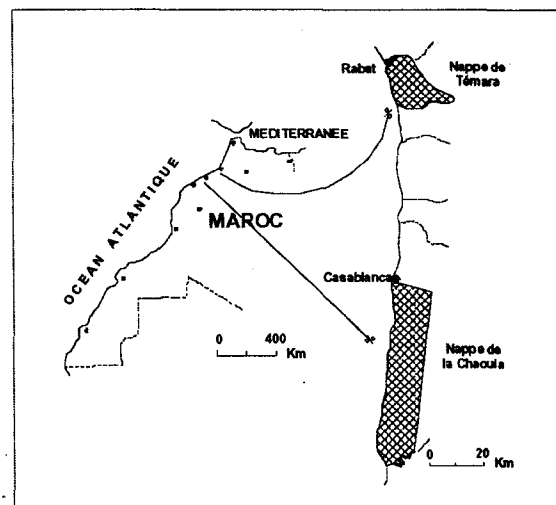 Rabat
Nappe de
Témara
MEDITERRANEE
OCEAN ATLANTIQUE
MAROC
Casablanca
0 400
Km
Nappe de
la Chaouia
0 20
Km